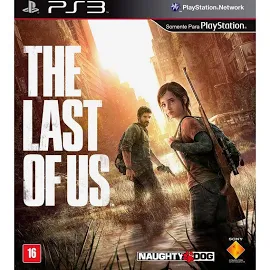 PS3
PlayStation®Network
Somente Para PlayStation®
THE
LAST
OF US
16
NAUGHTY DOG
SONY